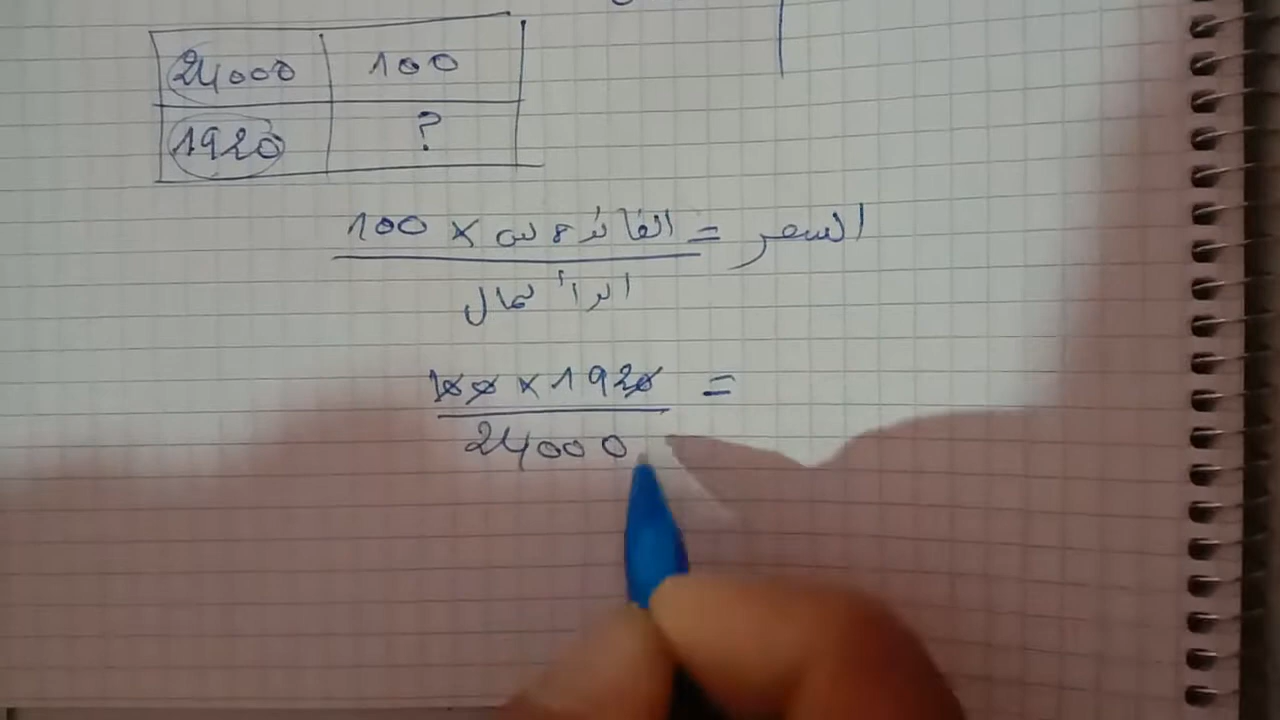 24000 100
1920 ?
السعر = الفائدة س × 100
الرأسمال
= 100 × 1920
24000